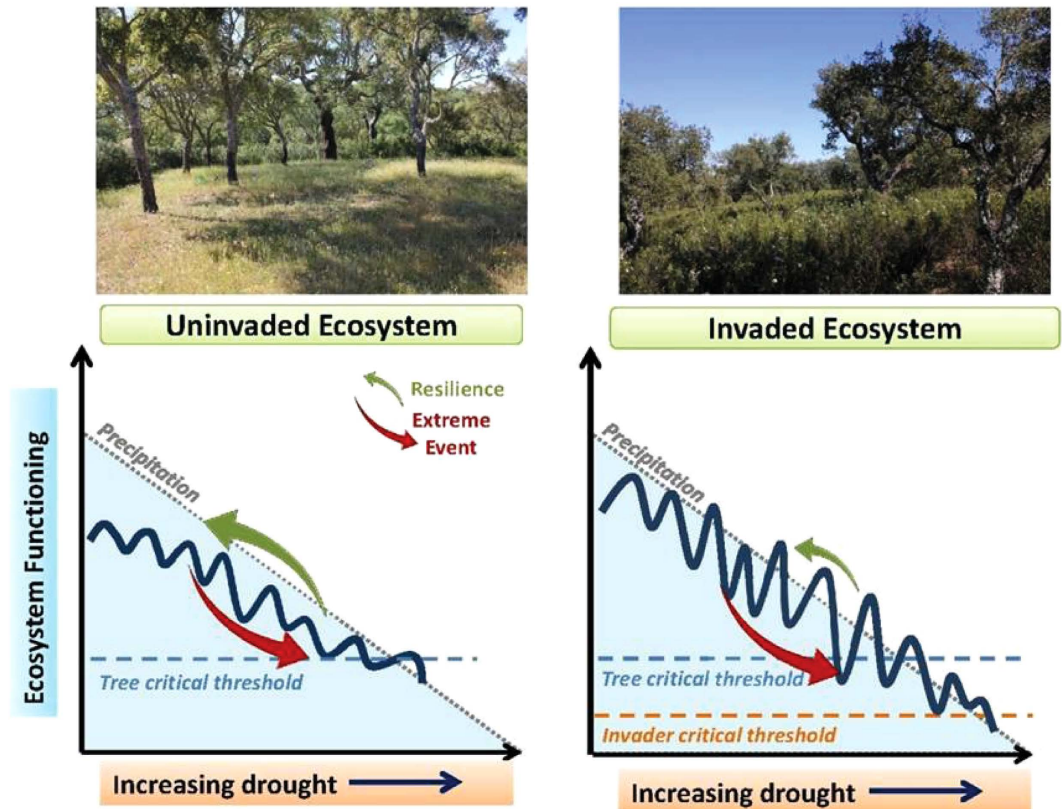 Uninvaded Ecosystem
Invaded Ecosystem
Ecosystem Functioning
Precipitation
Resilience
Extreme
Event
Tree critical threshold
Increasing drought
Precipitation
Tree critical threshold
Invader critical threshold
Increasing drought